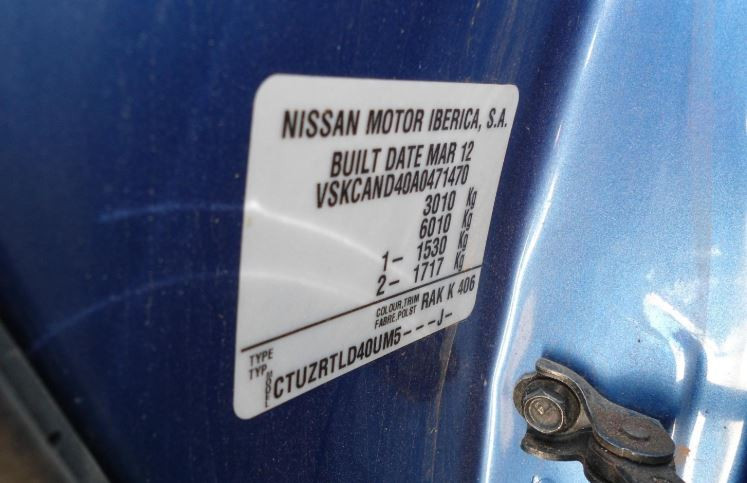 NISSAN MOTOR IBERICA, S.A.
BUILT DATE MAR 12
VSKCAND40A0471470
3010 Kg
6010 Kg
1- 1530 Kg
2- 1717 Kg
COLOUR,TRIM
FABRE,POLST RAK K 406
TYPE
TYP
MODEL CTUZRTLD40UM5---J-